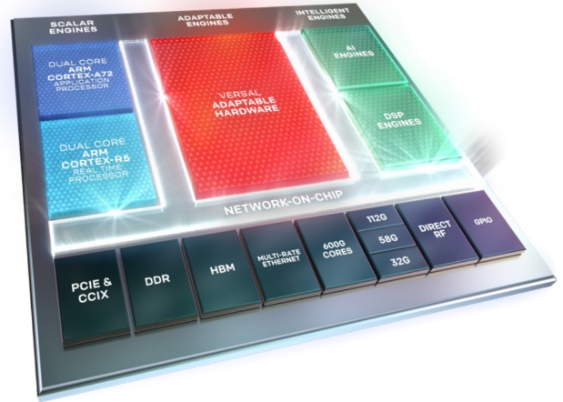 SCALAR
ENGINES
ADAPTABLE
ENGINES
INTELLIGENT
ENGINES
DUAL CORE
ARM
CORTEX-A72
APPLICATION
PROCESSOR
DUAL CORE
ARM
CORTEX-R5
REAL TIME
PROCESSOR
VERSAL
ADAPTABLE
HARDWARE
AI
ENGINES
DSP
ENGINES
NETWORK-ON-CHIP
PCIE &
CCIX
DDR
HBM
MULTI-RATE
ETHERNET
600G
CORES
112G
58G
32G
DIRECT
RF
GPIO